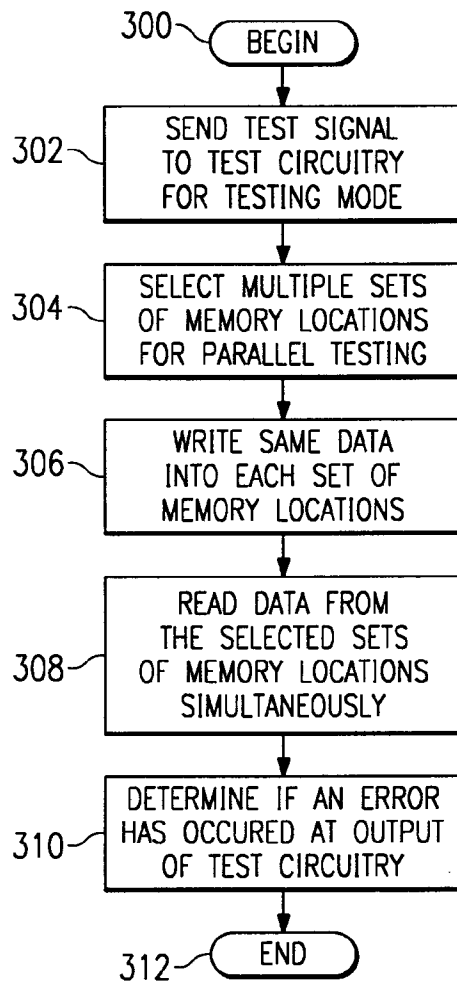 300
BEGIN
302
SEND TEST SIGNAL
TO TEST CIRCUITRY
FOR TESTING MODE
304
SELECT MULTIPLE SETS
OF MEMORY LOCATIONS
FOR PARALLEL TESTING
306
WRITE SAME DATA
INTO EACH SET OF
MEMORY LOCATIONS
308
READ DATA FROM
THE SELECTED SETS
OF MEMORY LOCATIONS
SIMULTANEOUSLY
310
DETERMINE IF AN ERROR
HAS OCCURED AT OUTPUT
OF TEST CIRCUITRY
312
END